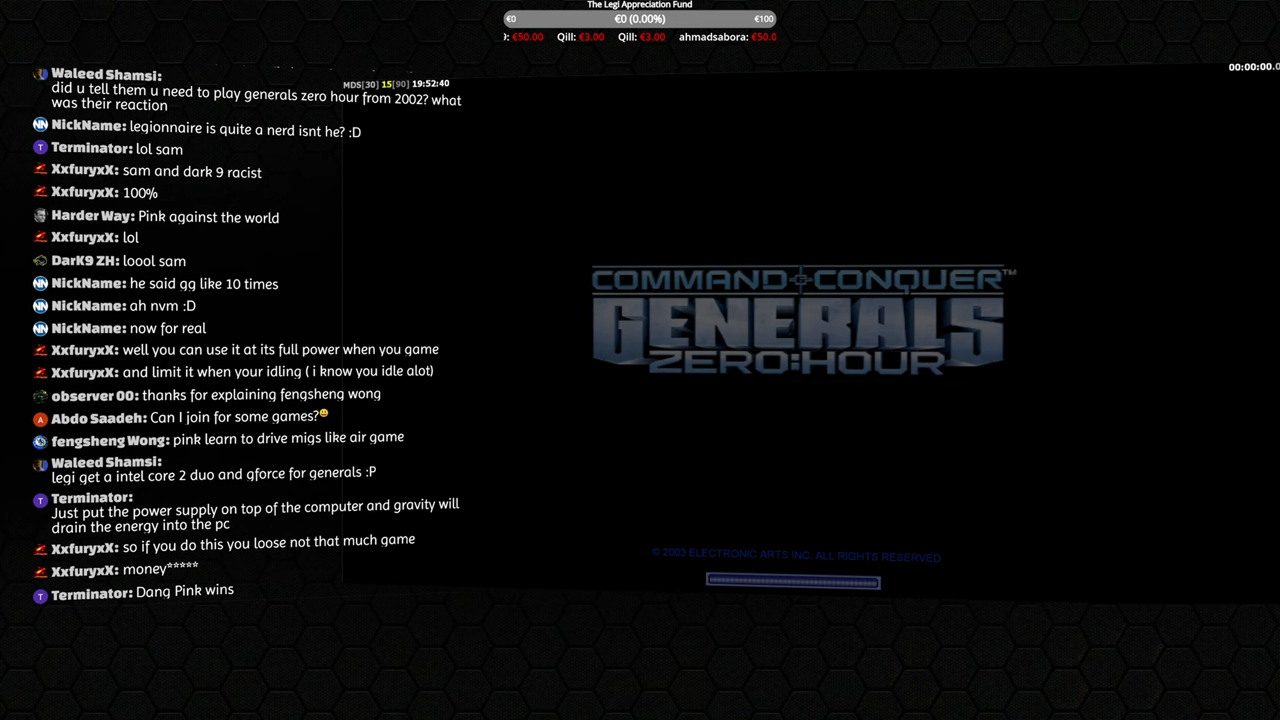 The Legi Appreciation Fund
€0 €0 (0.00%) €100
€50.00 Qill: €3.00 Qill: €3.00 ahmadsabora: €50.0
00:00:00.0
MDS[30] 15[90] 19:52:40
Waleed Shamsi:
did u tell them u need to play generals zero hour from 2002? what
was their reaction
NickName: legionnaire is quite a nerd isnt he? :D
Terminator: lol sam
XxfuryxX: sam and dark 9 racist
XxfuryxX: 100%
Harder Way: Pink against the world
XxfuryxX: lol
DarK9 ZH: loool sam
NickName: he said gg like 10 times
NickName: ah nvm :D
NickName: now for real
XxfuryxX: well you can use it at its full power when you game
XxfuryxX: and limit it when your idling ( i know you idle alot)
observer 00: thanks for explaining fengsheng wong
Abdo Saadeh: Can I join for some games?😃
fengsheng Wong: pink learn to drive migs like air game
Waleed Shamsi:
legi get a intel core 2 duo and gforce for generals :P
Terminator:
Just put the power supply on top of the computer and gravity will
drain the energy into the pc
XxfuryxX: so if you do this you loose not that much game
XxfuryxX: money*****
Terminator: Dang Pink wins
COMMAND CONQUER™
GENERALS
ZERO:HOUR
© 2003 ELECTRONIC ARTS INC. ALL RIGHTS RESERVED